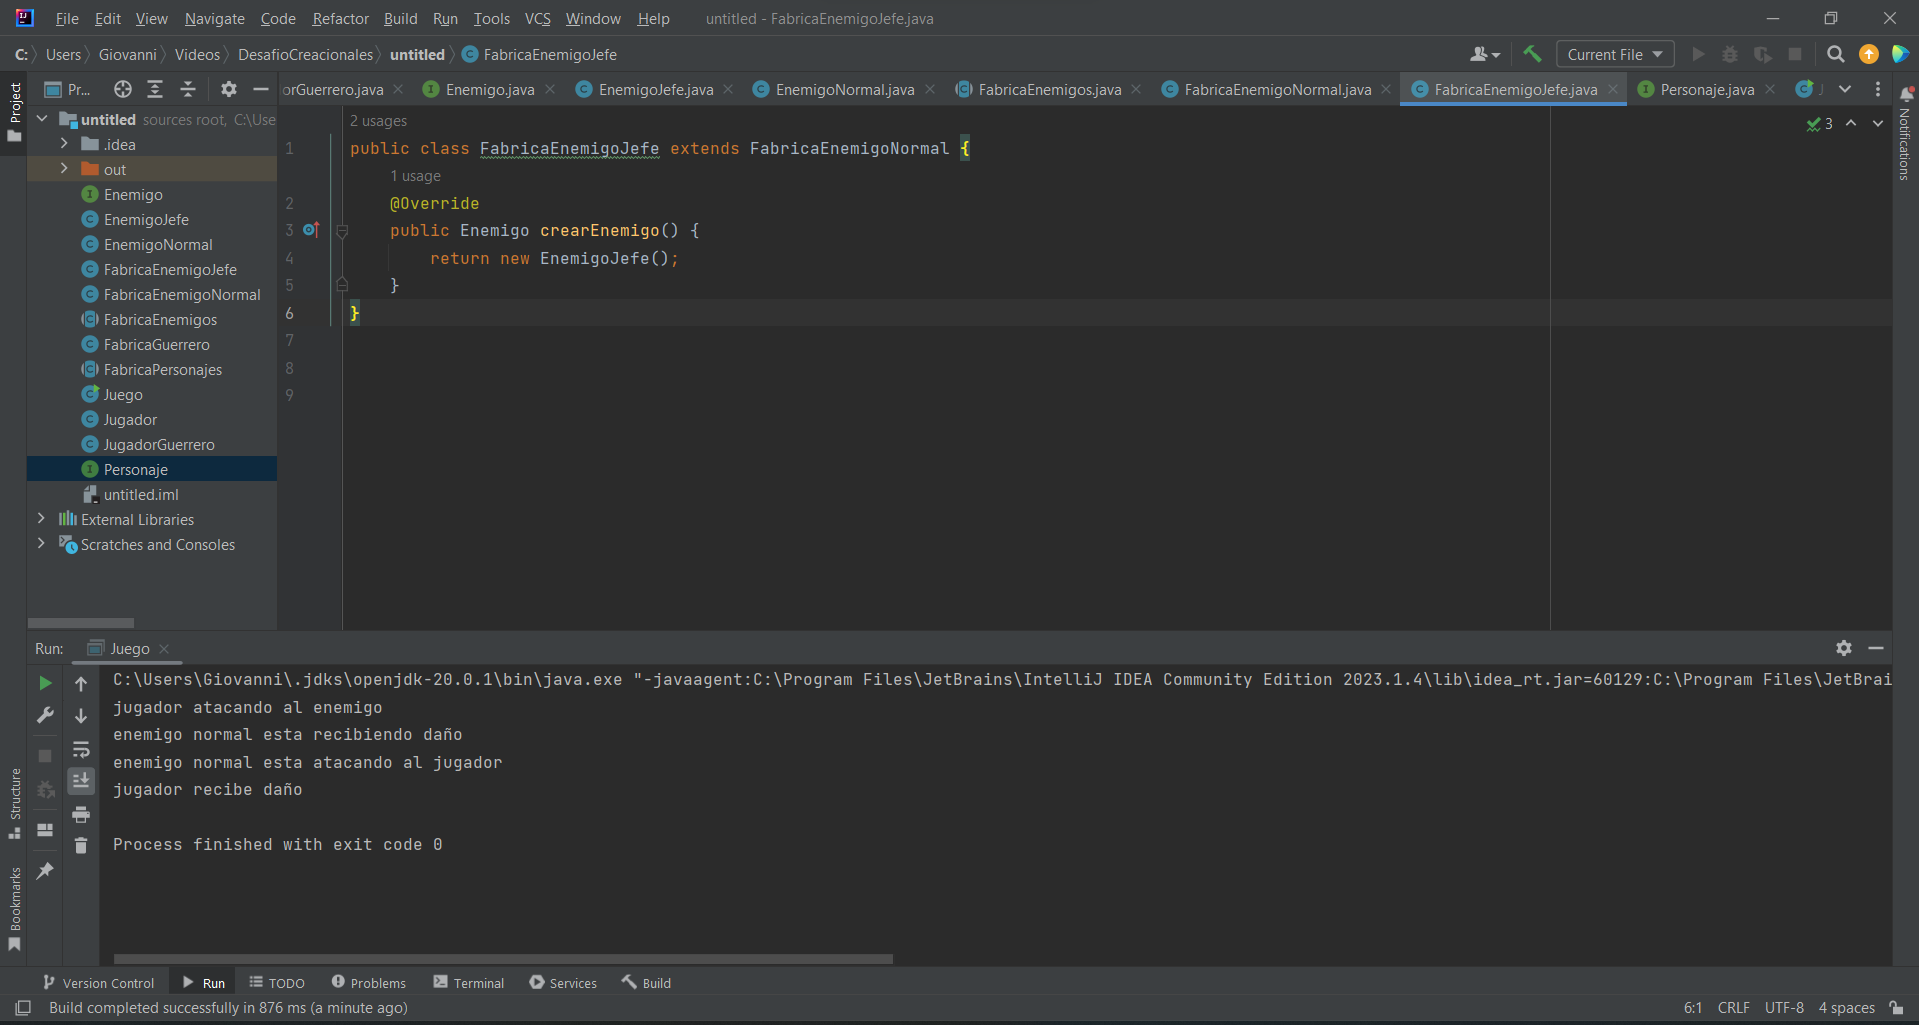 File Edit View Navigate Code Refactor Build Run Tools VCS Window Help untitled - FabricaEnemigoJefe.java
C: Users Giovanni Videos DesafioCreacionales untitled FabricaEnemigoJefe Current File
Project
Pr...
orGuerrero.java Enemigo.java EnemigoJefe.java EnemigoNormal.java FabricaEnemigos.java FabricaEnemigoNormal.java FabricaEnemigoJefe.java Personaje.java J
Notifications
untitled sources root, C:\Use
.idea
out
Enemigo
EnemigoJefe
EnemigoNormal
FabricaEnemigoJefe
FabricaEnemigoNormal
FabricaEnemigos
FabricaGuerrero
FabricaPersonajes
Juego
Jugador
JugadorGuerrero
Personaje
untitled.iml
External Libraries
Scratches and Consoles
2 usages
3
1 public class FabricaEnemigoJefe extends FabricaEnemigoNormal {
1 usage
2 @Override
3 public Enemigo crearEnemigo() {
4 return new EnemigoJefe();
5 }
6 }
7
8
9
Run: Juego
C:\Users\Giovanni\.jdks\openjdk-20.0.1\bin\java.exe "-javaagent:C:\Program Files\JetBrains\IntelliJ IDEA Community Edition 2023.1.4\lib\idea_rt.jar=60129:C:\Program Files\JetBrai
jugador atacando al enemigo
enemigo normal esta recibiendo daño
enemigo normal esta atacando al jugador
jugador recibe daño
Process finished with exit code 0
Structure
Bookmarks
Version Control Run TODO Problems Terminal Services Build
Build completed successfully in 876 ms (a minute ago) 6:1 CRLF UTF-8 4 spaces